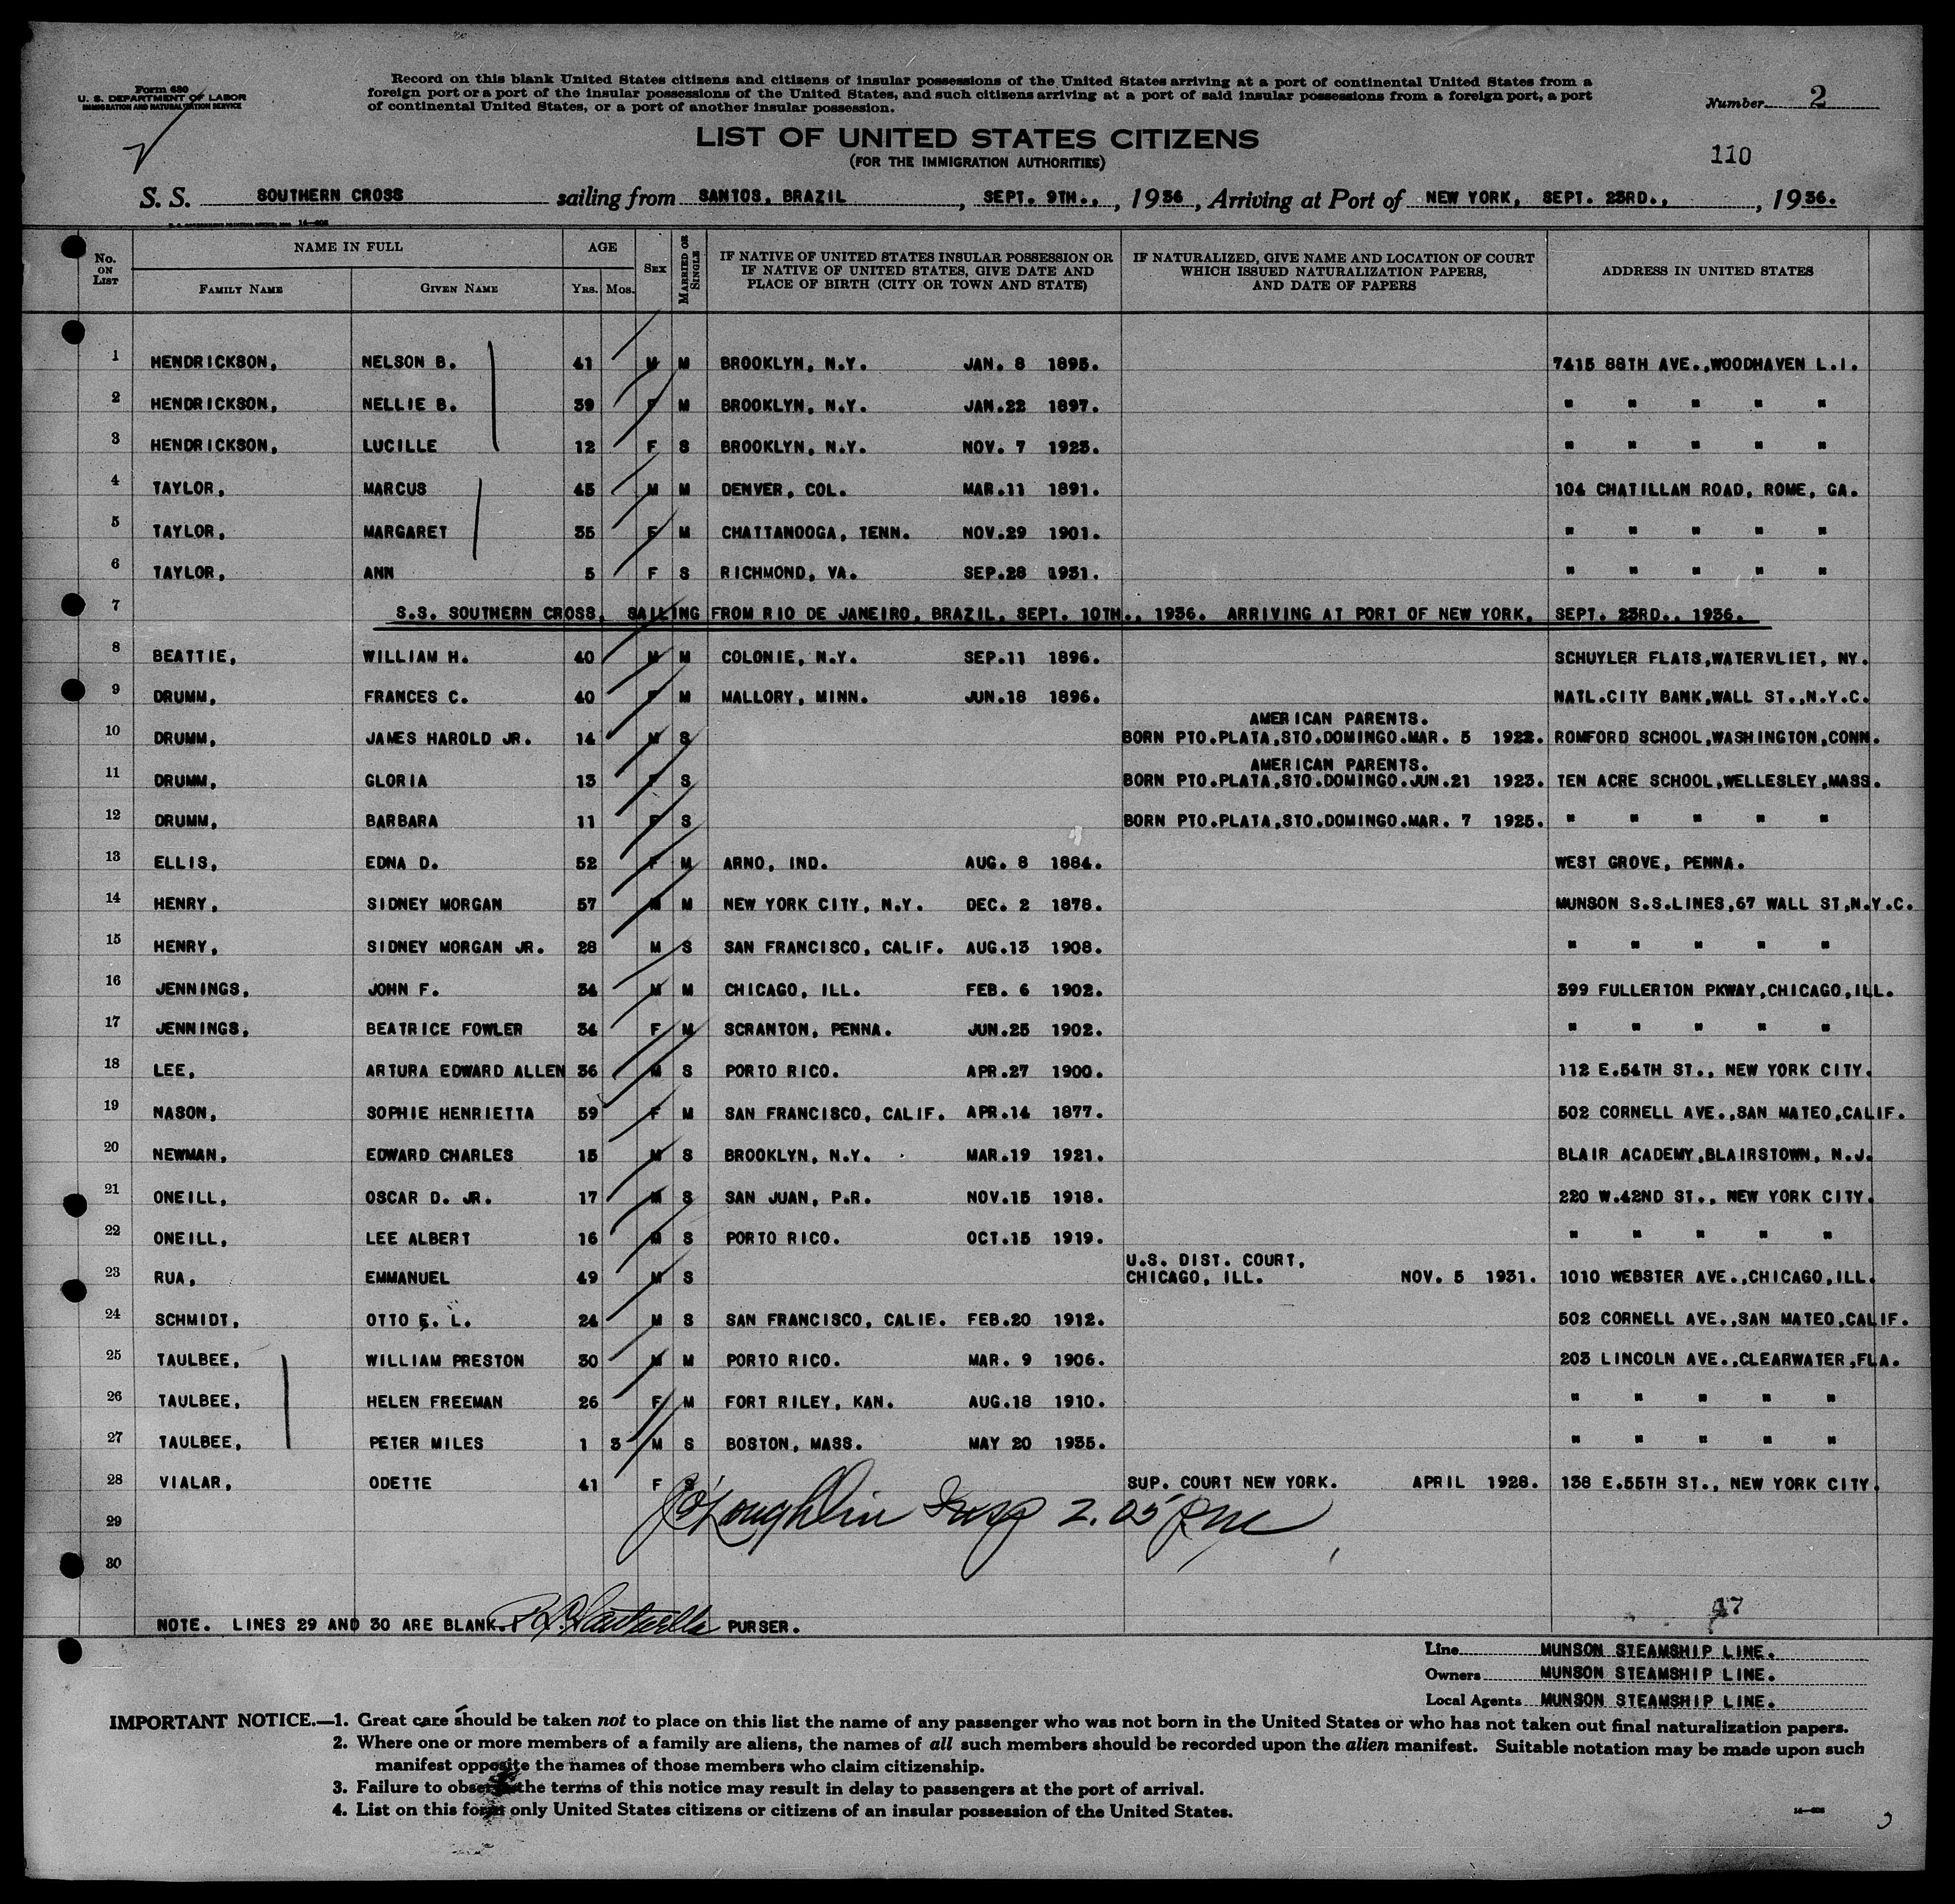 Form 630
U. S. DEPARTMENT OF LABOR
IMMIGRATION AND NATURALIZATION SERVICE
Record on this blank United States citizens and citizens of insular possessions of the United States arriving at a port of continental United States from a
foreign port or a port of the insular possessions of the United States, and such citizens arriving at a port of said insular possessions from a foreign port, a port
of continental United States, or a port of another insular possession.
Number 2
LIST OF UNITED STATES CITIZENS
(FOR THE IMMIGRATION AUTHORITIES)
110
S. S. SOUTHERN CROSS sailing from SANTOS, BRAZIL, SEPT. 9TH., , 1936, Arriving at Port of NEW YORK, SEPT. 23RD., , 1936.
No. ON LIST NAME IN FULL AGE SEX MARRIED OR SINGLE IF NATIVE OF UNITED STATES INSULAR POSSESSION OR IF NATIVE OF UNITED STATES, GIVE DATE AND PLACE OF BIRTH (CITY OR TOWN AND STATE) IF NATURALIZED, GIVE NAME AND LOCATION OF COURT WHICH ISSUED NATURALIZATION PAPERS, AND DATE OF PAPERS ADDRESS IN UNITED STATES
FAMILY NAME GIVEN NAME YRS. MOS.
1 HENDRICKSON, NELSON B. 41 M M BROOKLYN, N.Y. JAN. 8 1895. 7415 88TH AVE.,WOODHAVEN L.I.
2 HENDRICKSON, NELLIE B. 39 F M BROOKLYN, N.Y. JAN.22 1897. " " " " "
3 HENDRICKSON, LUCILLE 12 F S BROOKLYN, N.Y. NOV. 7 1923. " " " " "
4 TAYLOR, MARCUS 45 M M DENVER, COL. MAR.11 1891. 104 CHATILLAN ROAD, ROME, GA.
5 TAYLOR, MARGARET 35 F M CHATTANOOGA, TENN. NOV.29 1901. " " " " "
6 TAYLOR, ANN 5 F S RICHMOND, VA. SEP.28 1931. " " " " "
7 S.S. SOUTHERN CROSS, SAILING FROM RIO DE JANEIRO, BRAZIL, SEPT. 10TH., 1936. ARRIVING AT PORT OF NEW YORK, SEPT. 23RD., 1936.
8 BEATTIE, WILLIAM H. 40 M M COLONIE, N.Y. SEP.11 1896. SCHUYLER FLATS,WATERVLIET, NY.
9 DRUMM, FRANCES C. 40 F M MALLORY, MINN. JUN.18 1896. NATL.CITY BANK,WALL ST.,N.Y.C.
AMERICAN PARENTS.
10 DRUMM, JAMES HAROLD JR. 14 M S BORN PTO.PLATA,STO.DOMINGO.MAR. 5 1922. ROMFORD SCHOOL,WASHINGTON,CONN.
AMERICAN PARENTS.
11 DRUMM, GLORIA 13 F S BORN PTO.PLATA,STO.DOMINGO.JUN.21 1923. TEN ACRE SCHOOL,WELLESLEY,MASS.
12 DRUMM, BARBARA 11 F S BORN PTO.PLATA,STO.DOMINGO.MAR. 7 1925. " " " " "
13 ELLIS, EDNA D. 52 F M ARNO, IND. AUG. 8 1884. WEST GROVE, PENNA.
14 HENRY, SIDNEY MORGAN 57 M M NEW YORK CITY, N.Y. DEC. 2 1878. MUNSON S.S.LINES,67 WALL ST,N.Y.C.
15 HENRY, SIDNEY MORGAN JR. 28 M S SAN FRANCISCO, CALIF. AUG.13 1908. " " " " "
16 JENNINGS, JOHN F. 34 M M CHICAGO, ILL. FEB. 6 1902. 399 FULLERTON PKWAY,CHICAGO,ILL.
17 JENNINGS, BEATRICE FOWLER 34 F M SCRANTON, PENNA. JUN.25 1902. " " " " "
18 LEE, ARTURA EDWARD ALLEN 36 M S PORTO RICO. APR.27 1900. 112 E.54TH ST., NEW YORK CITY.
19 NASON, SOPHIE HENRIETTA 59 F M SAN FRANCISCO, CALIF. APR.14 1877. 502 CORNELL AVE.,SAN MATEO,CALIF.
20 NEWMAN, EDWARD CHARLES 15 M S BROOKLYN, N.Y. MAR.19 1921. BLAIR ACADEMY,BLAIRSTOWN, N.J.
21 ONEILL, OSCAR D. JR. 17 M S SAN JUAN, P.R. NOV.15 1918. 220 W.42ND ST., NEW YORK CITY.
22 ONEILL, LEE ALBERT 16 M S PORTO RICO. OCT.15 1919. " " " " "
U.S. DIST. COURT,
23 RUA, EMMANUEL 49 M S CHICAGO, ILL. NOV. 5 1931. 1010 WEBSTER AVE.,CHICAGO,ILL.
24 SCHMIDT, OTTO E. L. 24 M S SAN FRANCISCO, CALIF. FEB.20 1912. 502 CORNELL AVE.,SAN MATEO,CALIF.
25 TAULBEE, WILLIAM PRESTON 30 M M PORTO RICO. MAR. 9 1906. 203 LINCOLN AVE.,CLEARWATER,FLA.
26 TAULBEE, HELEN FREEMAN 26 F M FORT RILEY, KAN. AUG.18 1910. " " " " "
27 TAULBEE, PETER MILES 1 3 M S BOSTON, MASS. MAY 20 1935. " " " " "
28 VIALAR, ODETTE 41 F S SUP. COURT NEW YORK. APRIL 1928. 138 E.55TH ST., NEW YORK CITY.
29 O'Loughlin Insp 2.05 PM
30
17
NOTE. LINES 29 AND 30 ARE BLANK. PURSER.
Line MUNSON STEAMSHIP LINE.
Owners MUNSON STEAMSHIP LINE.
Local Agents MUNSON STEAMSHIP LINE.
IMPORTANT NOTICE.—1. Great care should be taken not to place on this list the name of any passenger who was not born in the United States or who has not taken out final naturalization papers.
2. Where one or more members of a family are aliens, the names of all such members should be recorded upon the alien manifest. Suitable notation may be made upon such
manifest opposite the names of those members who claim citizenship.
3. Failure to observe the terms of this notice may result in delay to passengers at the port of arrival.
4. List on this form only United States citizens or citizens of an insular possession of the United States.